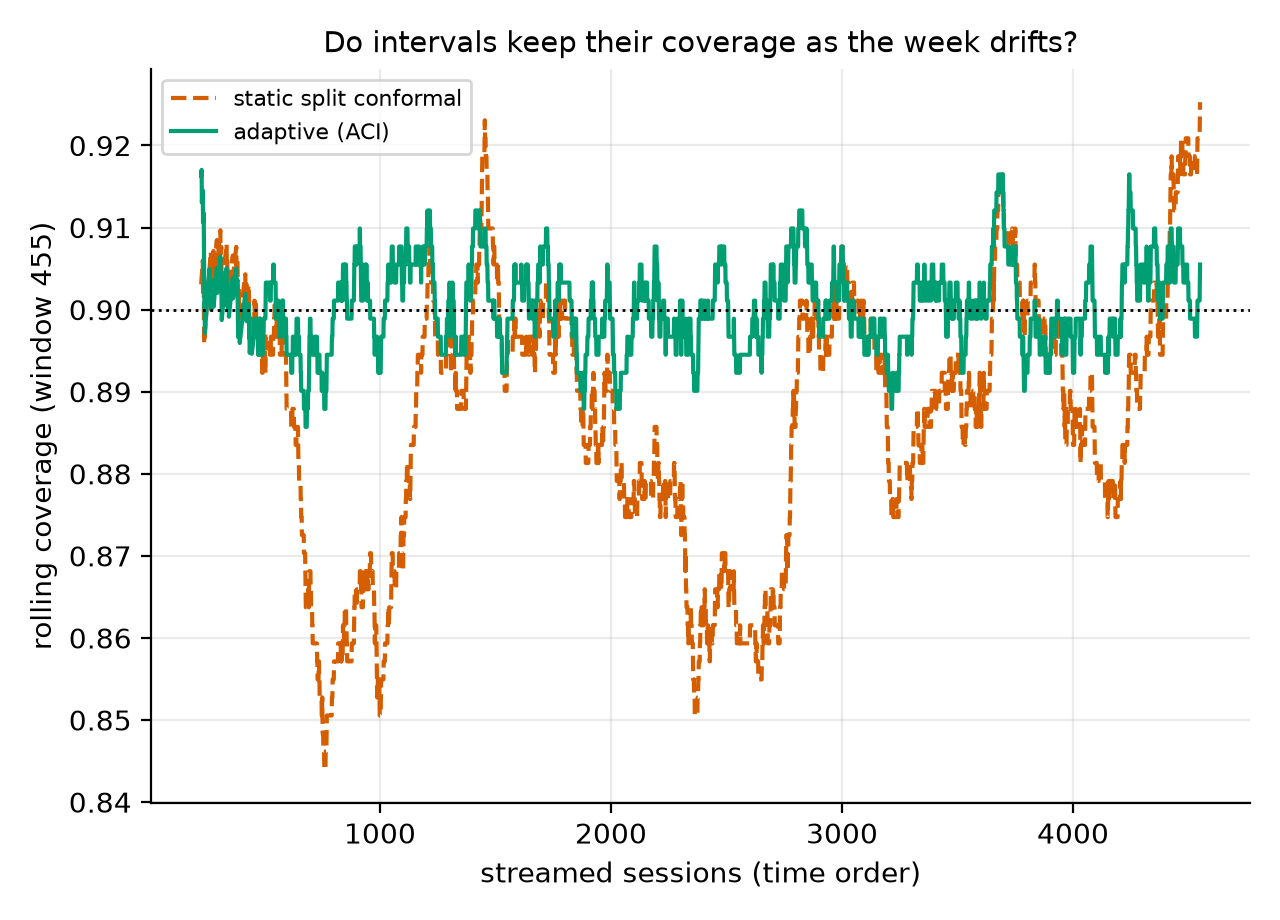 Do intervals keep their coverage as the week drifts?
static split conformal
adaptive (ACI)
rolling coverage (window 455)
0.92
0.91
0.90
0.89
0.88
0.87
0.86
0.85
0.84
1000
2000
3000
4000
streamed sessions (time order)